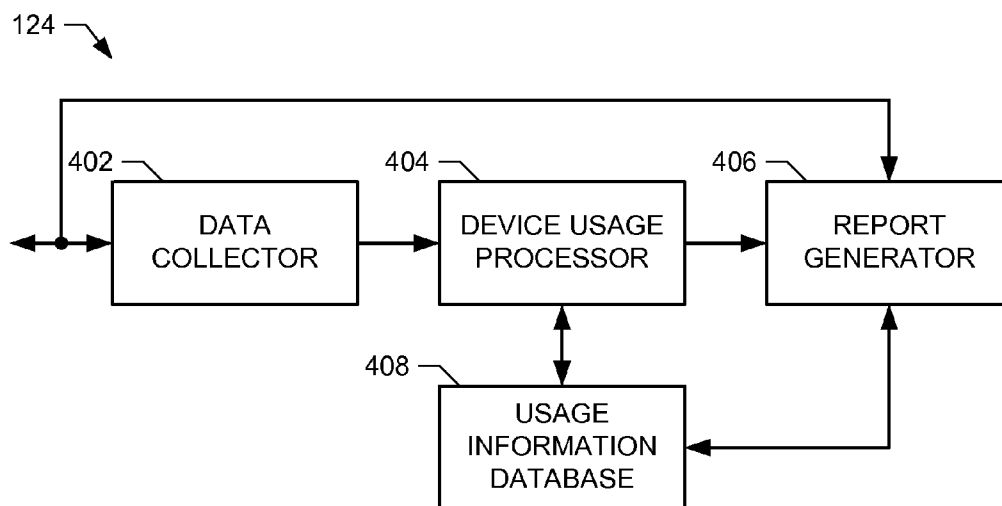 124
402
404
406
DATA
COLLECTOR
DEVICE USAGE
PROCESSOR
REPORT
GENERATOR
408
USAGE
INFORMATION
DATABASE